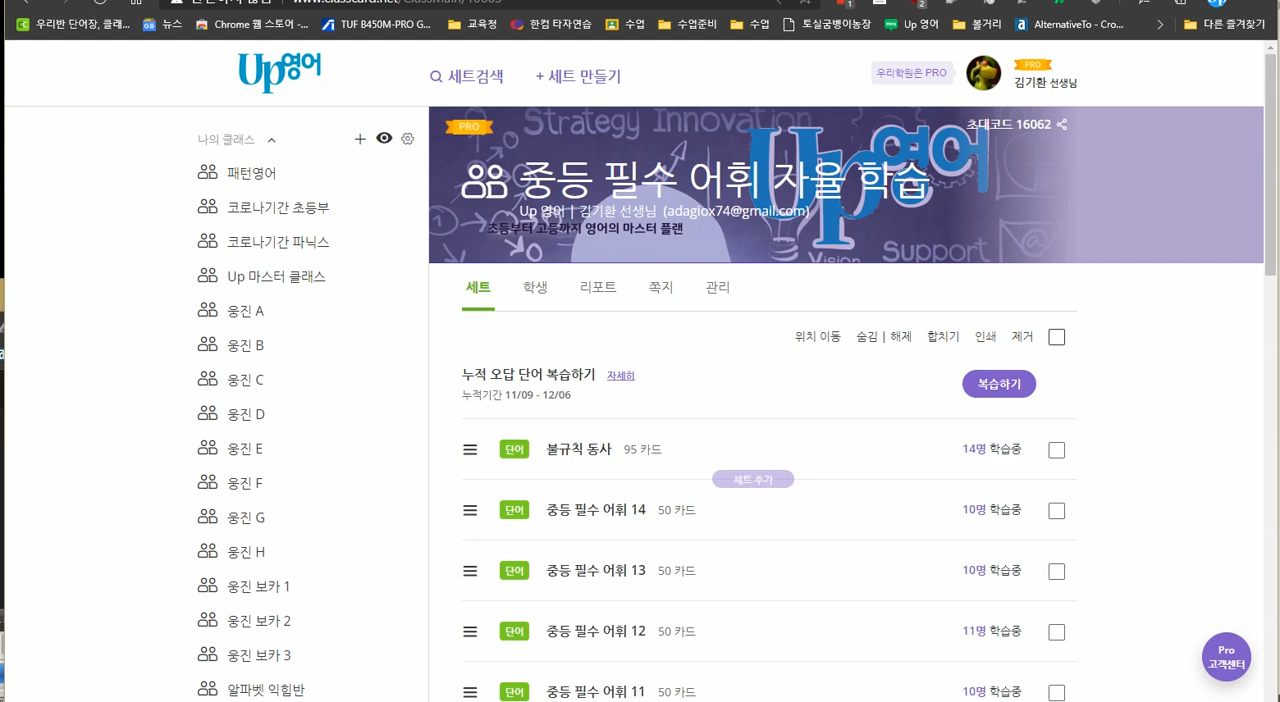 우리반 단어장, 클래... 뉴스 Chrome 웹 스토어 -... TUF B450M-PRO G... 교육청 한컴 타자연습 수업 수업준비 수업 토실궁뱅이농장 Up 영어 볼거리 AlternativeTo - Cro... 다른 즐겨찾기
Up영어
세트검색
+ 세트 만들기
우리학원은 PRO
PRO
김기환 선생님
나의 클래스
패턴영어
코로나기간 초등부
코로나기간 파닉스
Up 마스터 클래스
웅진 A
웅진 B
웅진 C
웅진 D
웅진 E
웅진 F
웅진 G
웅진 H
웅진 보카 1
웅진 보카 2
웅진 보카 3
알파벳 익힘반
PRO
Strategy Innovation
초대코드 16062
Up영어
중등 필수 어휘 자율 학습
Up 영어 | 김기환 선생님 (adagiox74@gmail.com)
초등부터 고등까지 영어의 마스터 플랜
Vision
Support
세트 학생 리포트 쪽지 관리
위치 이동 숨김 | 해제 합치기 인쇄 제거
누적 오답 단어 복습하기 자세히
누적기간 11/09 - 12/06
복습하기
단어 불규칙 동사 95 카드 14명 학습중
세트 추가
단어 중등 필수 어휘 14 50 카드 10명 학습중
단어 중등 필수 어휘 13 50 카드 10명 학습중
단어 중등 필수 어휘 12 50 카드 11명 학습중
단어 중등 필수 어휘 11 50 카드 10명 학습중
Pro
고객센터